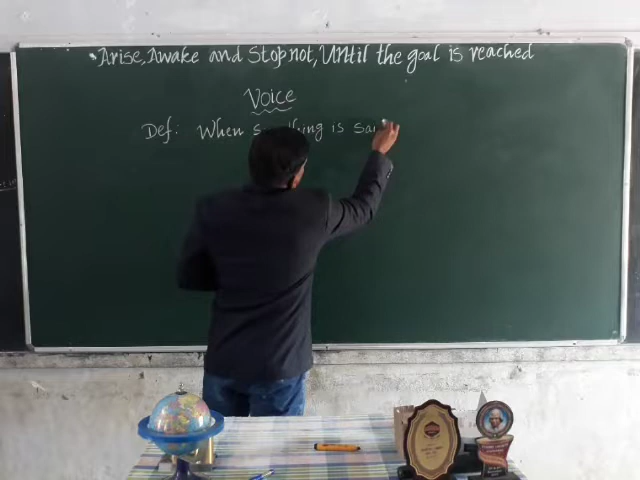 Arise, Awake and Stop not, Until the goal is reached
Voice
Def: When is